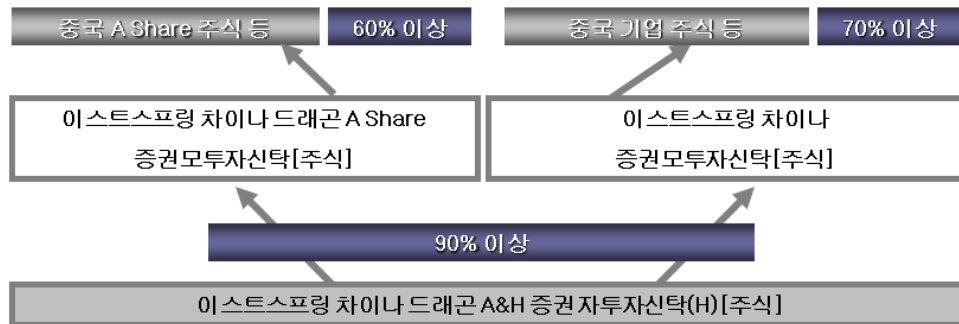 중국 A Share 주식 등
60% 이상
중국 기업 주식 등
70% 이상
이스트스프링 차이나 드래곤 A Share
증권모투자신탁[주식]
이스트스프링 차이나
증권모투자신탁[주식]
90% 이상
이스트스프링 차이나 드래곤 A&H 증권 자투자신탁(H)[주식]